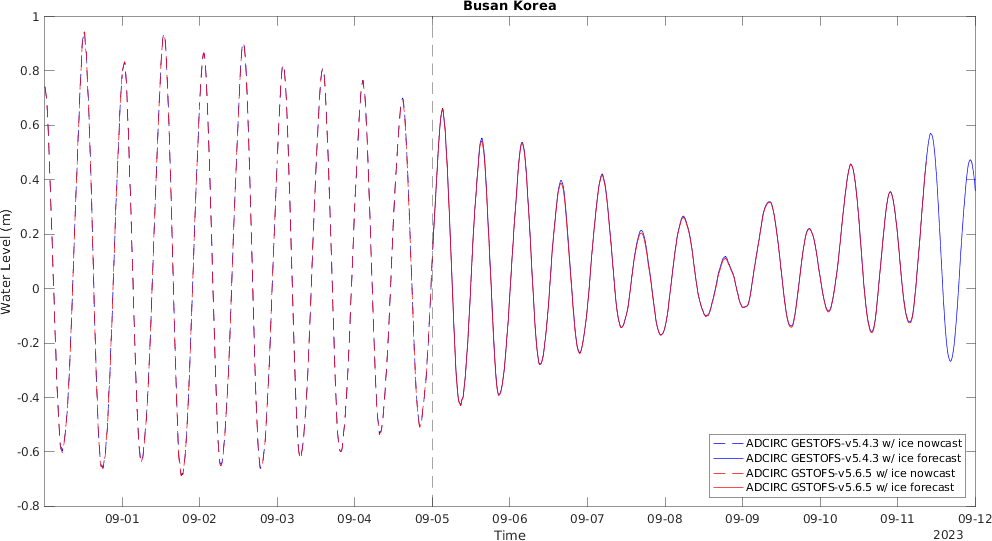 Busan Korea
1
0.8
0.6
0.4
0.2
0
-0.2
-0.4
-0.6
-0.8
Water Level (m)
09-01 09-02 09-03 09-04 09-05 09-06 09-07 09-08 09-09 09-10 09-11 09-12
Time
2023
ADCIRC GESTOFS-v5.4.3 w/ ice nowcast
ADCIRC GESTOFS-v5.4.3 w/ ice forecast
ADCIRC GSTOFS-v5.6.5 w/ ice nowcast
ADCIRC GSTOFS-v5.6.5 w/ ice forecast